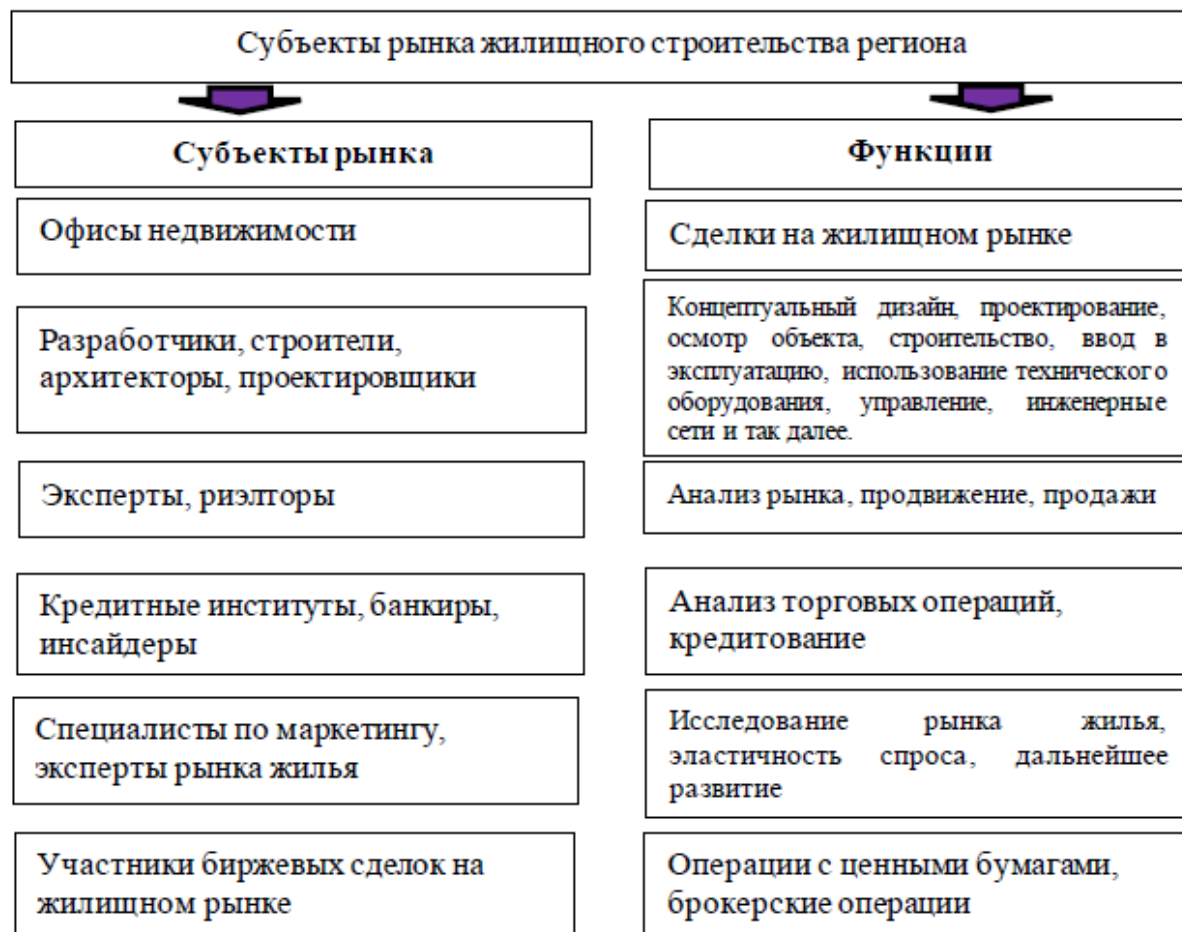 Субъекты рынка жилищного строительства региона
Субъекты рынка
Функции
Офисы недвижимости
Сделки на жилищном рынке
Разработчики, строители,
архитекторы, проектировщики
Концептуальный дизайн, проектирование,
осмотр объекта, строительство, ввод в
эксплуатацию, использование технического
оборудования, управление, инженерные
сети и так далее.
Эксперты, риэлторы
Анализ рынка, продвижение, продажи
Кредитные институты, банкиры,
инсайдеры
Анализ торговых операций,
кредитование
Специалисты по маркетингу,
эксперты рынка жилья
Исследование рынка жилья,
эластичность спроса, дальнейшее
развитие
Участники биржевых сделок на
жилищном рынке
Операции с ценными бумагами,
брокерские операции